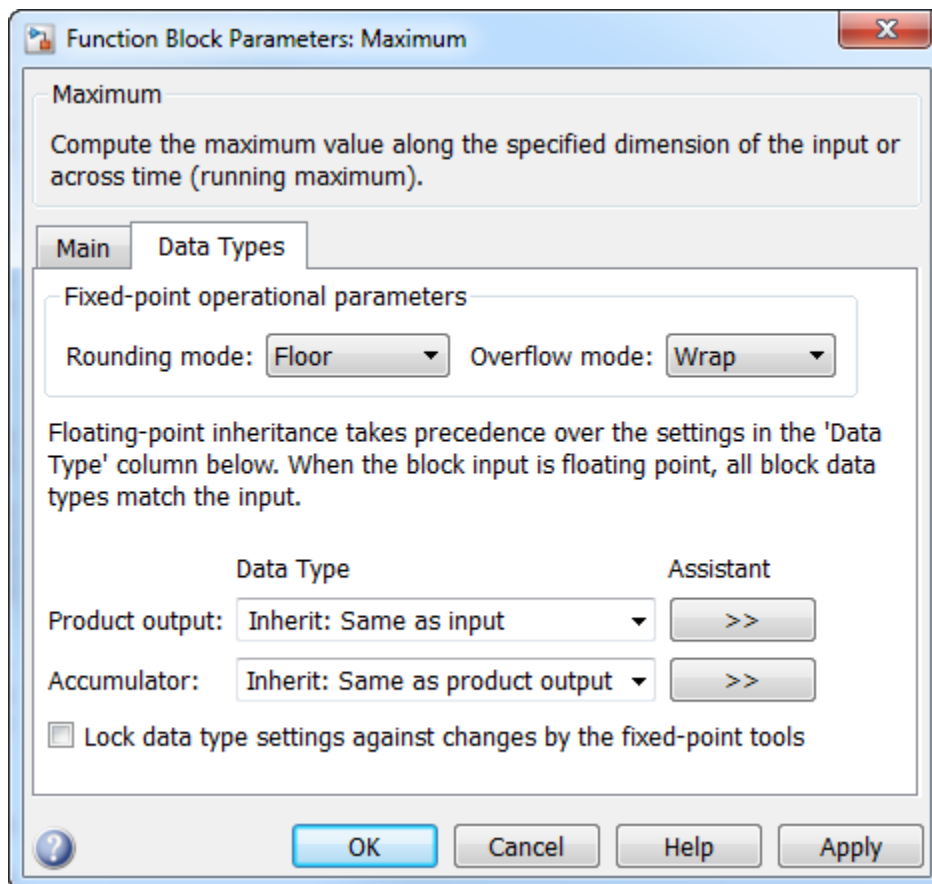 Function Block Parameters: Maximum
Maximum
Compute the maximum value along the specified dimension of the input or
across time (running maximum).
Main
Data Types
Fixed-point operational parameters
Rounding mode: Floor Overflow mode: Wrap
Floating-point inheritance takes precedence over the settings in the 'Data
Type' column below. When the block input is floating point, all block data
types match the input.
Data Type Assistant
Product output: Inherit: Same as input >>
Accumulator: Inherit: Same as product output >>
Lock data type settings against changes by the fixed-point tools
? OK Cancel Help Apply